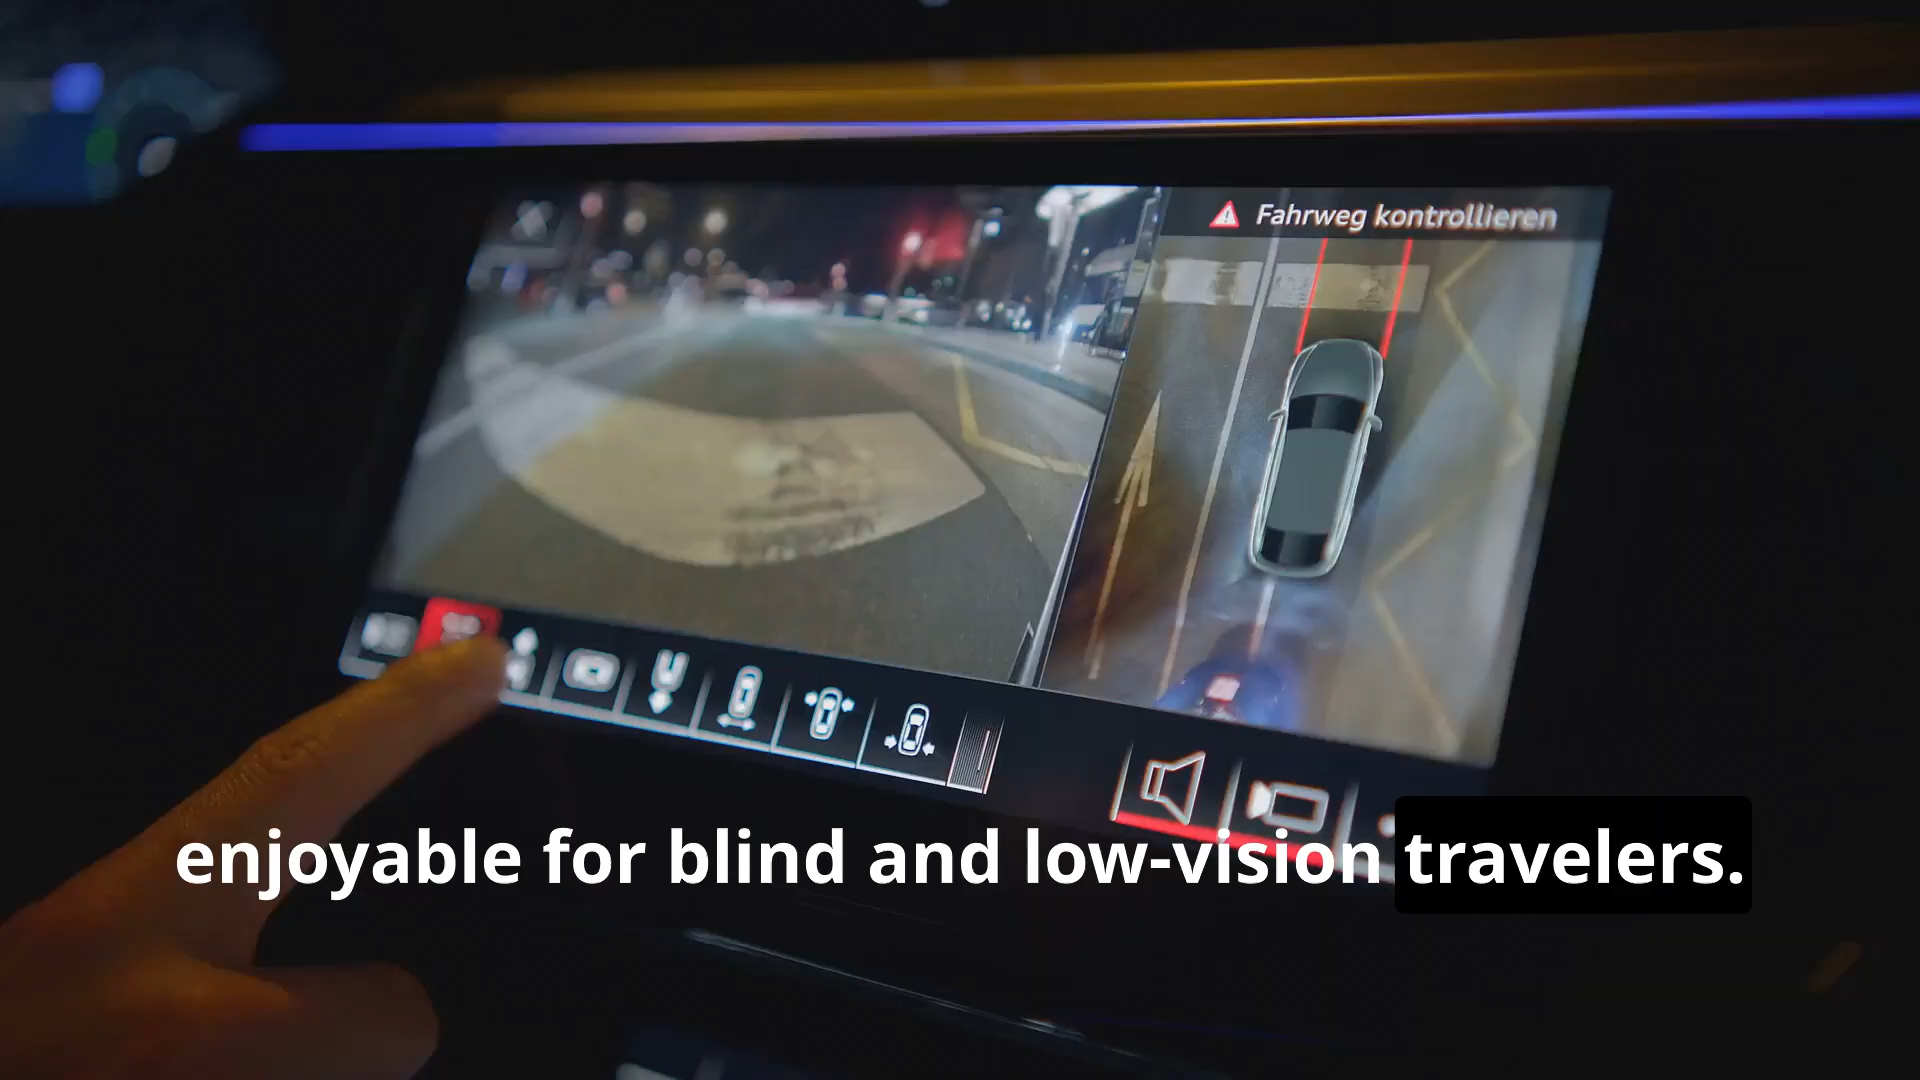 Fahrweg kontrollieren
enjoyable for blind and low-vision travelers.